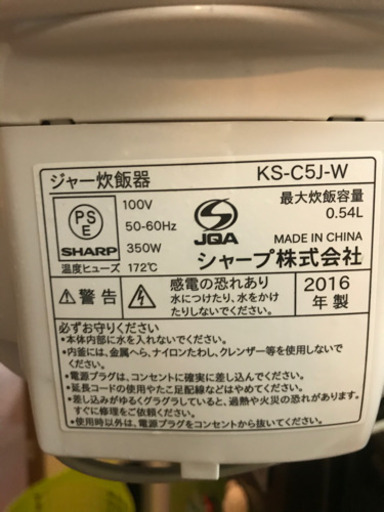 ジャー炊飯器 KS-C5J-W
PS
E
SHARP
100V
50-60Hz
350W
温度ヒューズ 172℃
JQA
最大炊飯容量
0.54L
MADE IN CHINA
シャープ株式会社
警告
感電の恐れあり
水につけたり、水をかけ
たりしないでください。
2016
年製
必ずお守りください
•本体内部に水を入れないでください。
•内釜には、金属へら、ナイロンたわし、クレンザー等を使用しない
でください。
•電源プラグは、コンセントに確実に差し込んでください。
•延長コードの使用やたこ足配線などはやめてください。
•差し込みがゆるくグラグラしていると、過熱や火災の恐れがあります。
すぐに修理をご依頼ください。
•使用時以外は、電源プラグをコンセントから抜いてください。